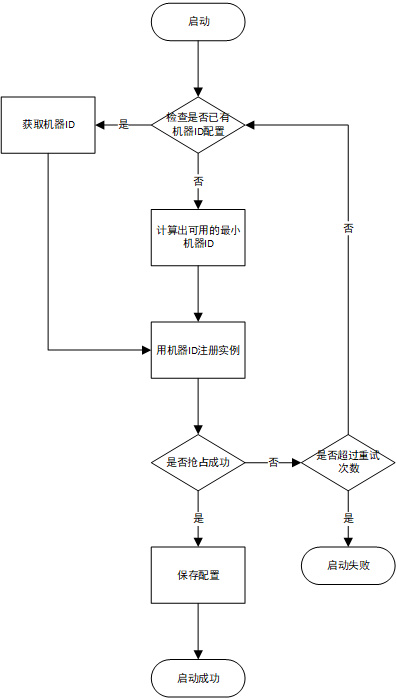 启动
检查是否已有
机器ID配置
是
获取机器ID
否
否
计算出可用的最小
机器ID
用机器ID注册实例
是否抢占成功
否
是否超过重试
次数
是
是
保存配置
启动失败
启动成功